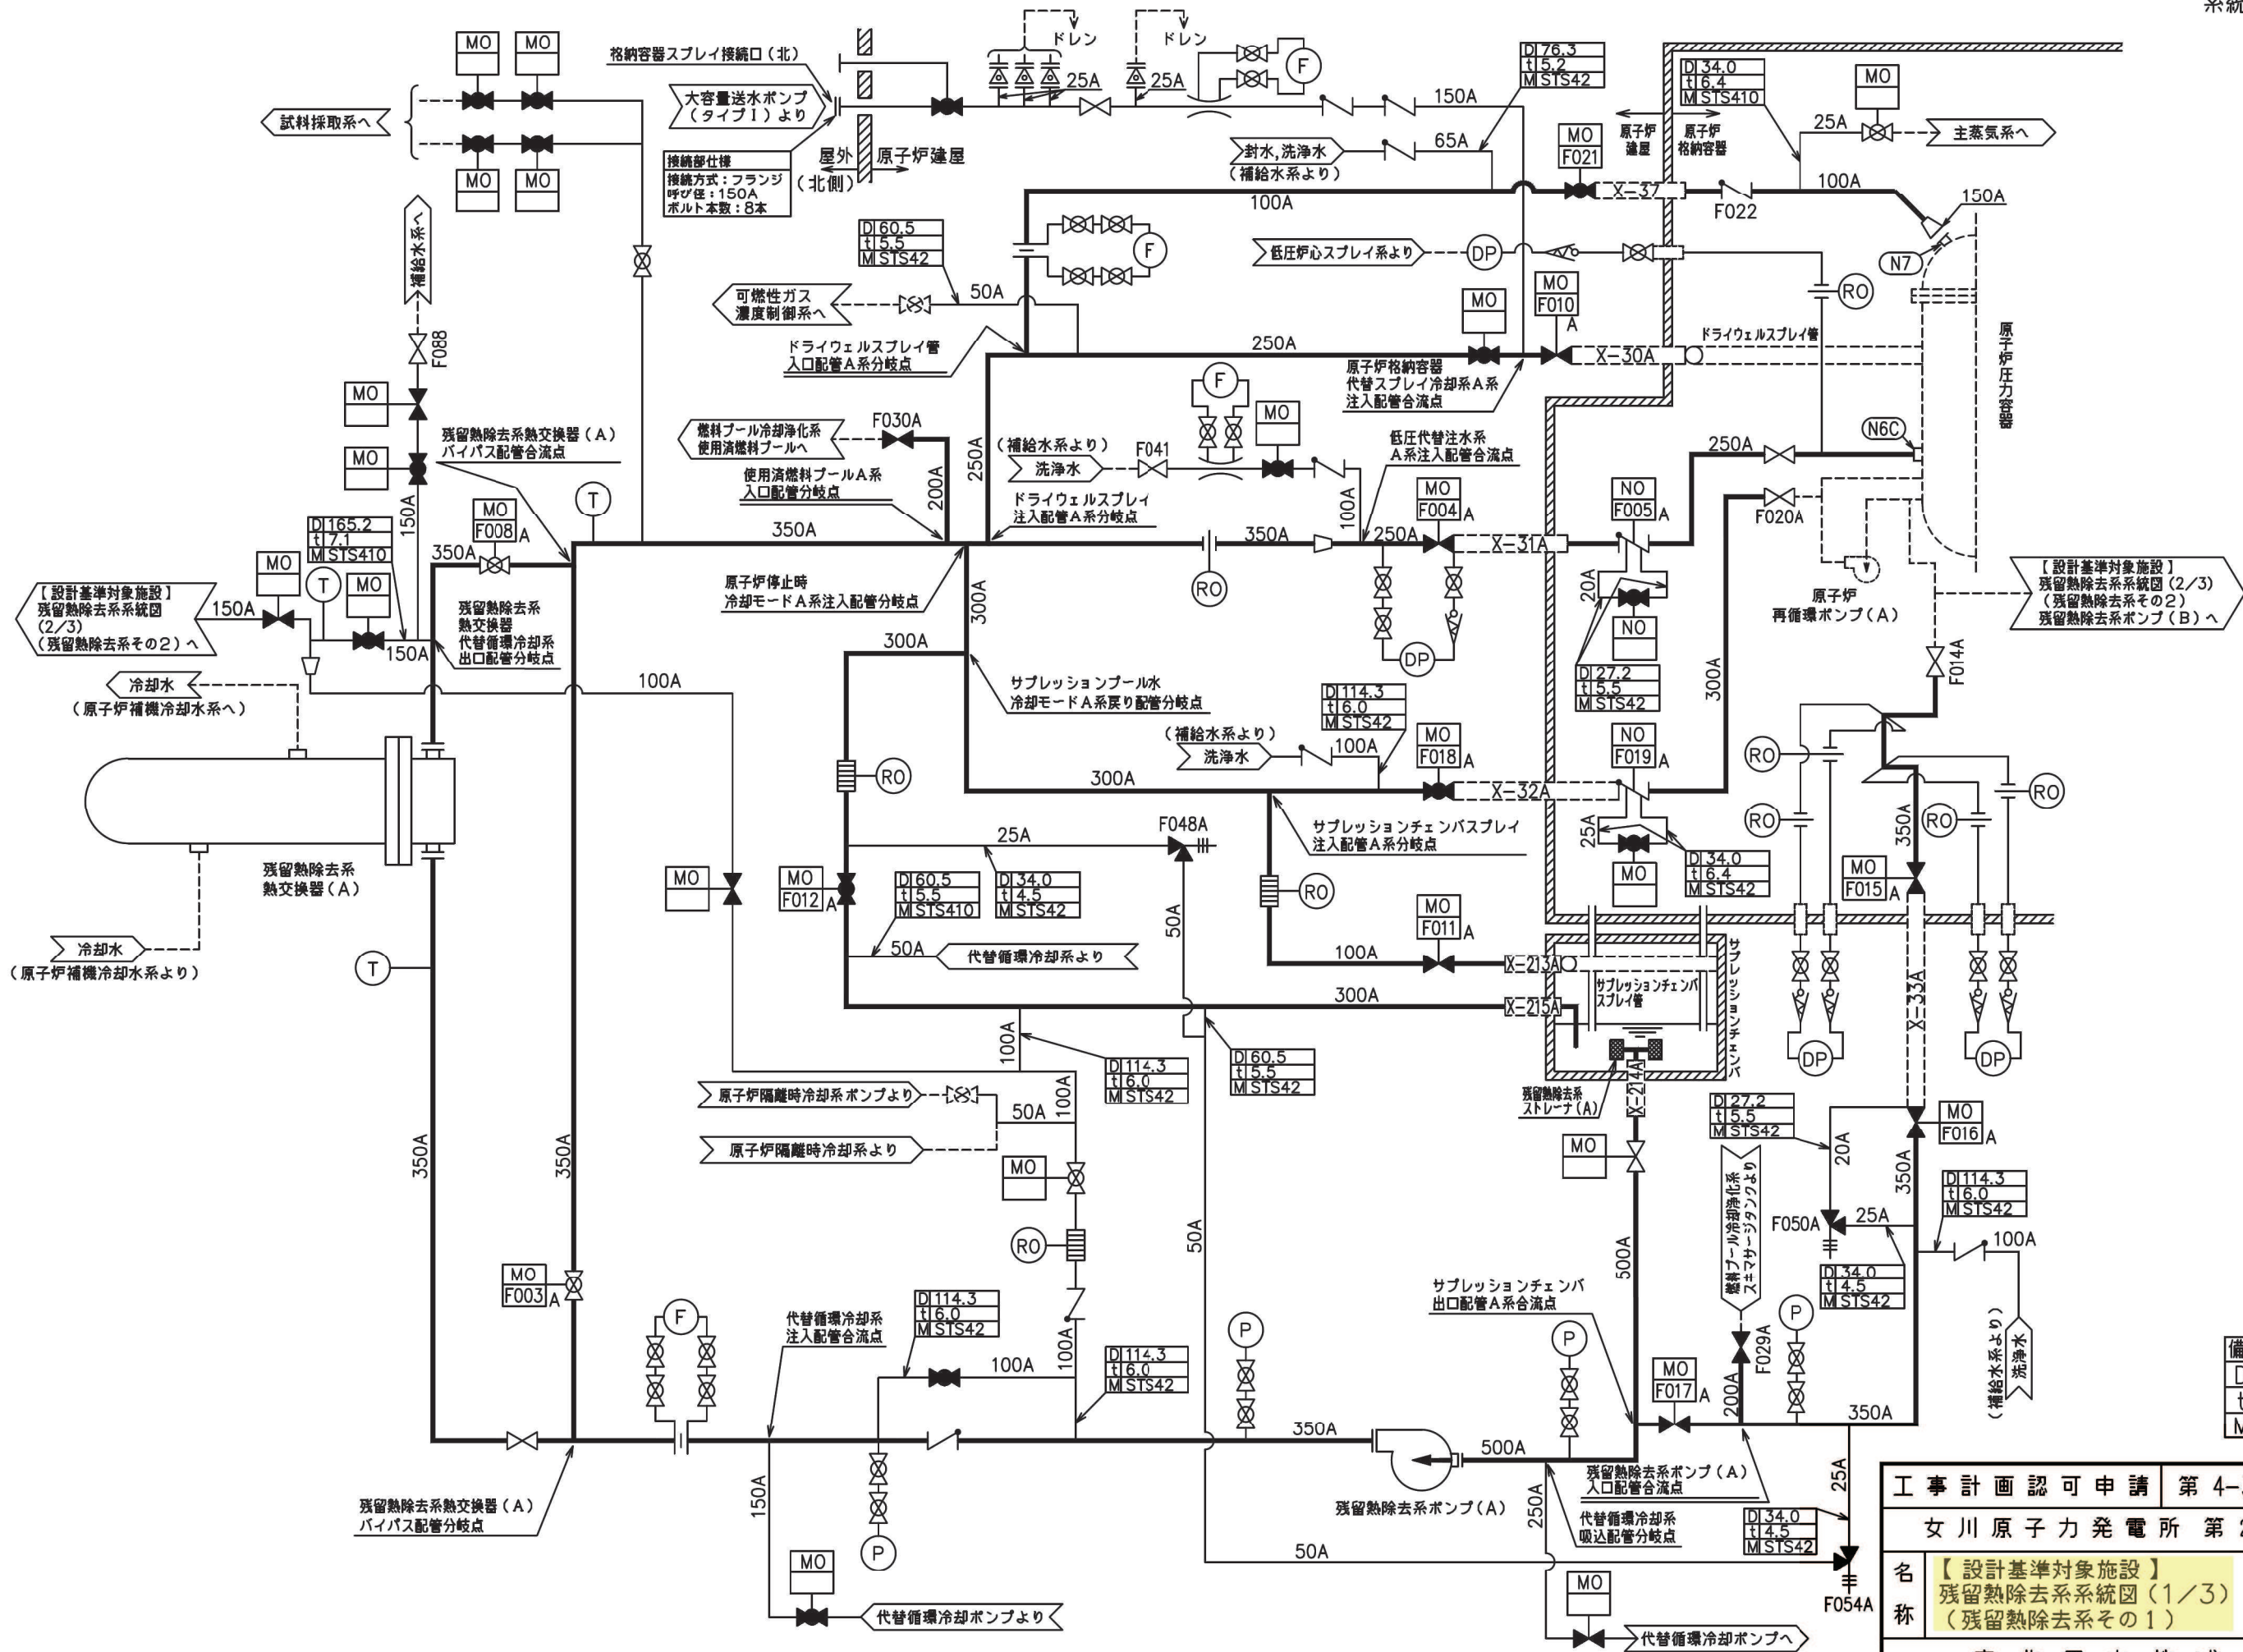 系統
MO
MO
試料採取系へ
MO
MO
格納容器スプレイ接続口(北)
大容量送水ポンプ
(タイプⅠ)より
接続部仕様
接続方式:フランジ
呼び径:150A
ボルト本数:8本
屋外
原子炉建屋
(北側)
ドレン
ドレン
25A
25A
F
150A
D 76.3
t 5.2
M STS42
封水,洗浄水
(補給水系より)
65A
MO
F021
原子炉
建屋
原子炉
格納容器
D 34.0
t 6.4
M STS410
25A
MO
主蒸気系へ
100A
X-37
F022
100A
150A
N7
D 60.5
t 5.5
M STS42
F
低圧炉心スプレイ系より
DP
RO
可燃性ガス
濃度制御系へ
50A
MO
MO
F010
A
ドライウェルスプレイ管
入口配管A系分岐点
250A
X-30A
ドライウェルスプレイ管
原子炉圧力容器
原子炉格納容器
代替スプレイ冷却系A系
注入配管合流点
補給水系へ
F088
MO
MO
150A
残留熱除去系熱交換器(A)
バイパス配管合流点
T
燃料プール冷却浄化系
使用済燃料プールへ
F030A
使用済燃料プールA系
入口配管分岐点
200A
250A
(補給水系より)
洗浄水
F041
F
MO
ドライウェルスプレイ
注入配管A系分岐点
100A
低圧代替注水系
A系注入配管合流点
MO
F004
A
NO
F005
A
250A
N6C
F020A
D 165.2
t 7.1
M STS410
MO
F008
A
350A
350A
350A
250A
X-31A
RO
【設計基準対象施設】
残留熱除去系系統図
(2/3)
(残留熱除去系その2)へ
150A
MO
T
MO
150A
残留熱除去系
熱交換器
代替循環冷却系
出口配管分岐点
原子炉停止時
冷却モードA系注入配管分岐点
300A
300A
DP
20A
NO
D 27.2
t 5.5
M STS42
原子炉
再循環ポンプ(A)
【設計基準対象施設】
残留熱除去系系統図(2/3)
(残留熱除去系その2)
残留熱除去系ポンプ(B)へ
F014A
冷却水
(原子炉補機冷却水系へ)
100A
サプレッションプール水
冷却モードA系戻り配管分岐点
D 114.3
t 6.0
M STS42
(補給水系より)
洗浄水
100A
MO
F018
A
NO
F019
A
300A
RO
300A
X-32A
RO
RO
RO
RO
350A
25A
MO
D 34.0
t 6.4
M STS42
MO
F015
A
残留熱除去系
熱交換器(A)
冷却水
(原子炉補機冷却水系より)
T
MO
MO
F012
A
25A
F048A
D 60.5
t 5.5
M STS410
D 34.0
t 4.5
M STS42
50A
50A
代替循環冷却系より
サプレッションチェンバスプレイ
注入配管A系分岐点
RO
MO
F011
A
100A
X-213A
サプレッションチェンバ
スプレイ管
サプレッションチェンバ
300A
X-215A
X-33A
DP
DP
100A
D 114.3
t 6.0
M STS42
D 60.5
t 5.5
M STS42
残留熱除去系
ストレーナ(A)
X-214A
原子炉隔離時冷却系ポンプより
50A
100A
原子炉隔離時冷却系より
MO
RO
350A
350A
MO
F003
A
MO
500A
50A
D 27.2
t 5.5
M STS42
20A
MO
F016
A
350A
燃料プール冷却浄化系
スキマサージタンクより
F050A
25A
D 114.3
t 6.0
M STS42
100A
D 34.0
t 4.5
M STS42
(補給水系より)
洗浄水
F
代替循環冷却系
注入配管合流点
D 114.3
t 6.0
M STS42
100A
100A
D 114.3
t 6.0
M STS42
P
サプレッションチェンバ
出口配管A系合流点
P
MO
F017
A
F029A
200A
P
350A
350A
500A
残留熱除去系ポンプ(A)
残留熱除去系ポンプ(A)
入口配管合流点
残留熱除去系熱交換器(A)
バイパス配管分岐点
150A
P
MO
代替循環冷却ポンプより
250A
代替循環冷却系
吸込配管分岐点
50A
D 34.0
t 4.5
M STS42
25A
F054A
MO
代替循環冷却ポンプへ
工事計画認可申請 第 4-
女川原子力発電所 第
名称
【設計基準対象施設】
残留熱除去系系統図(1/3)
(残留熱除去系その1)